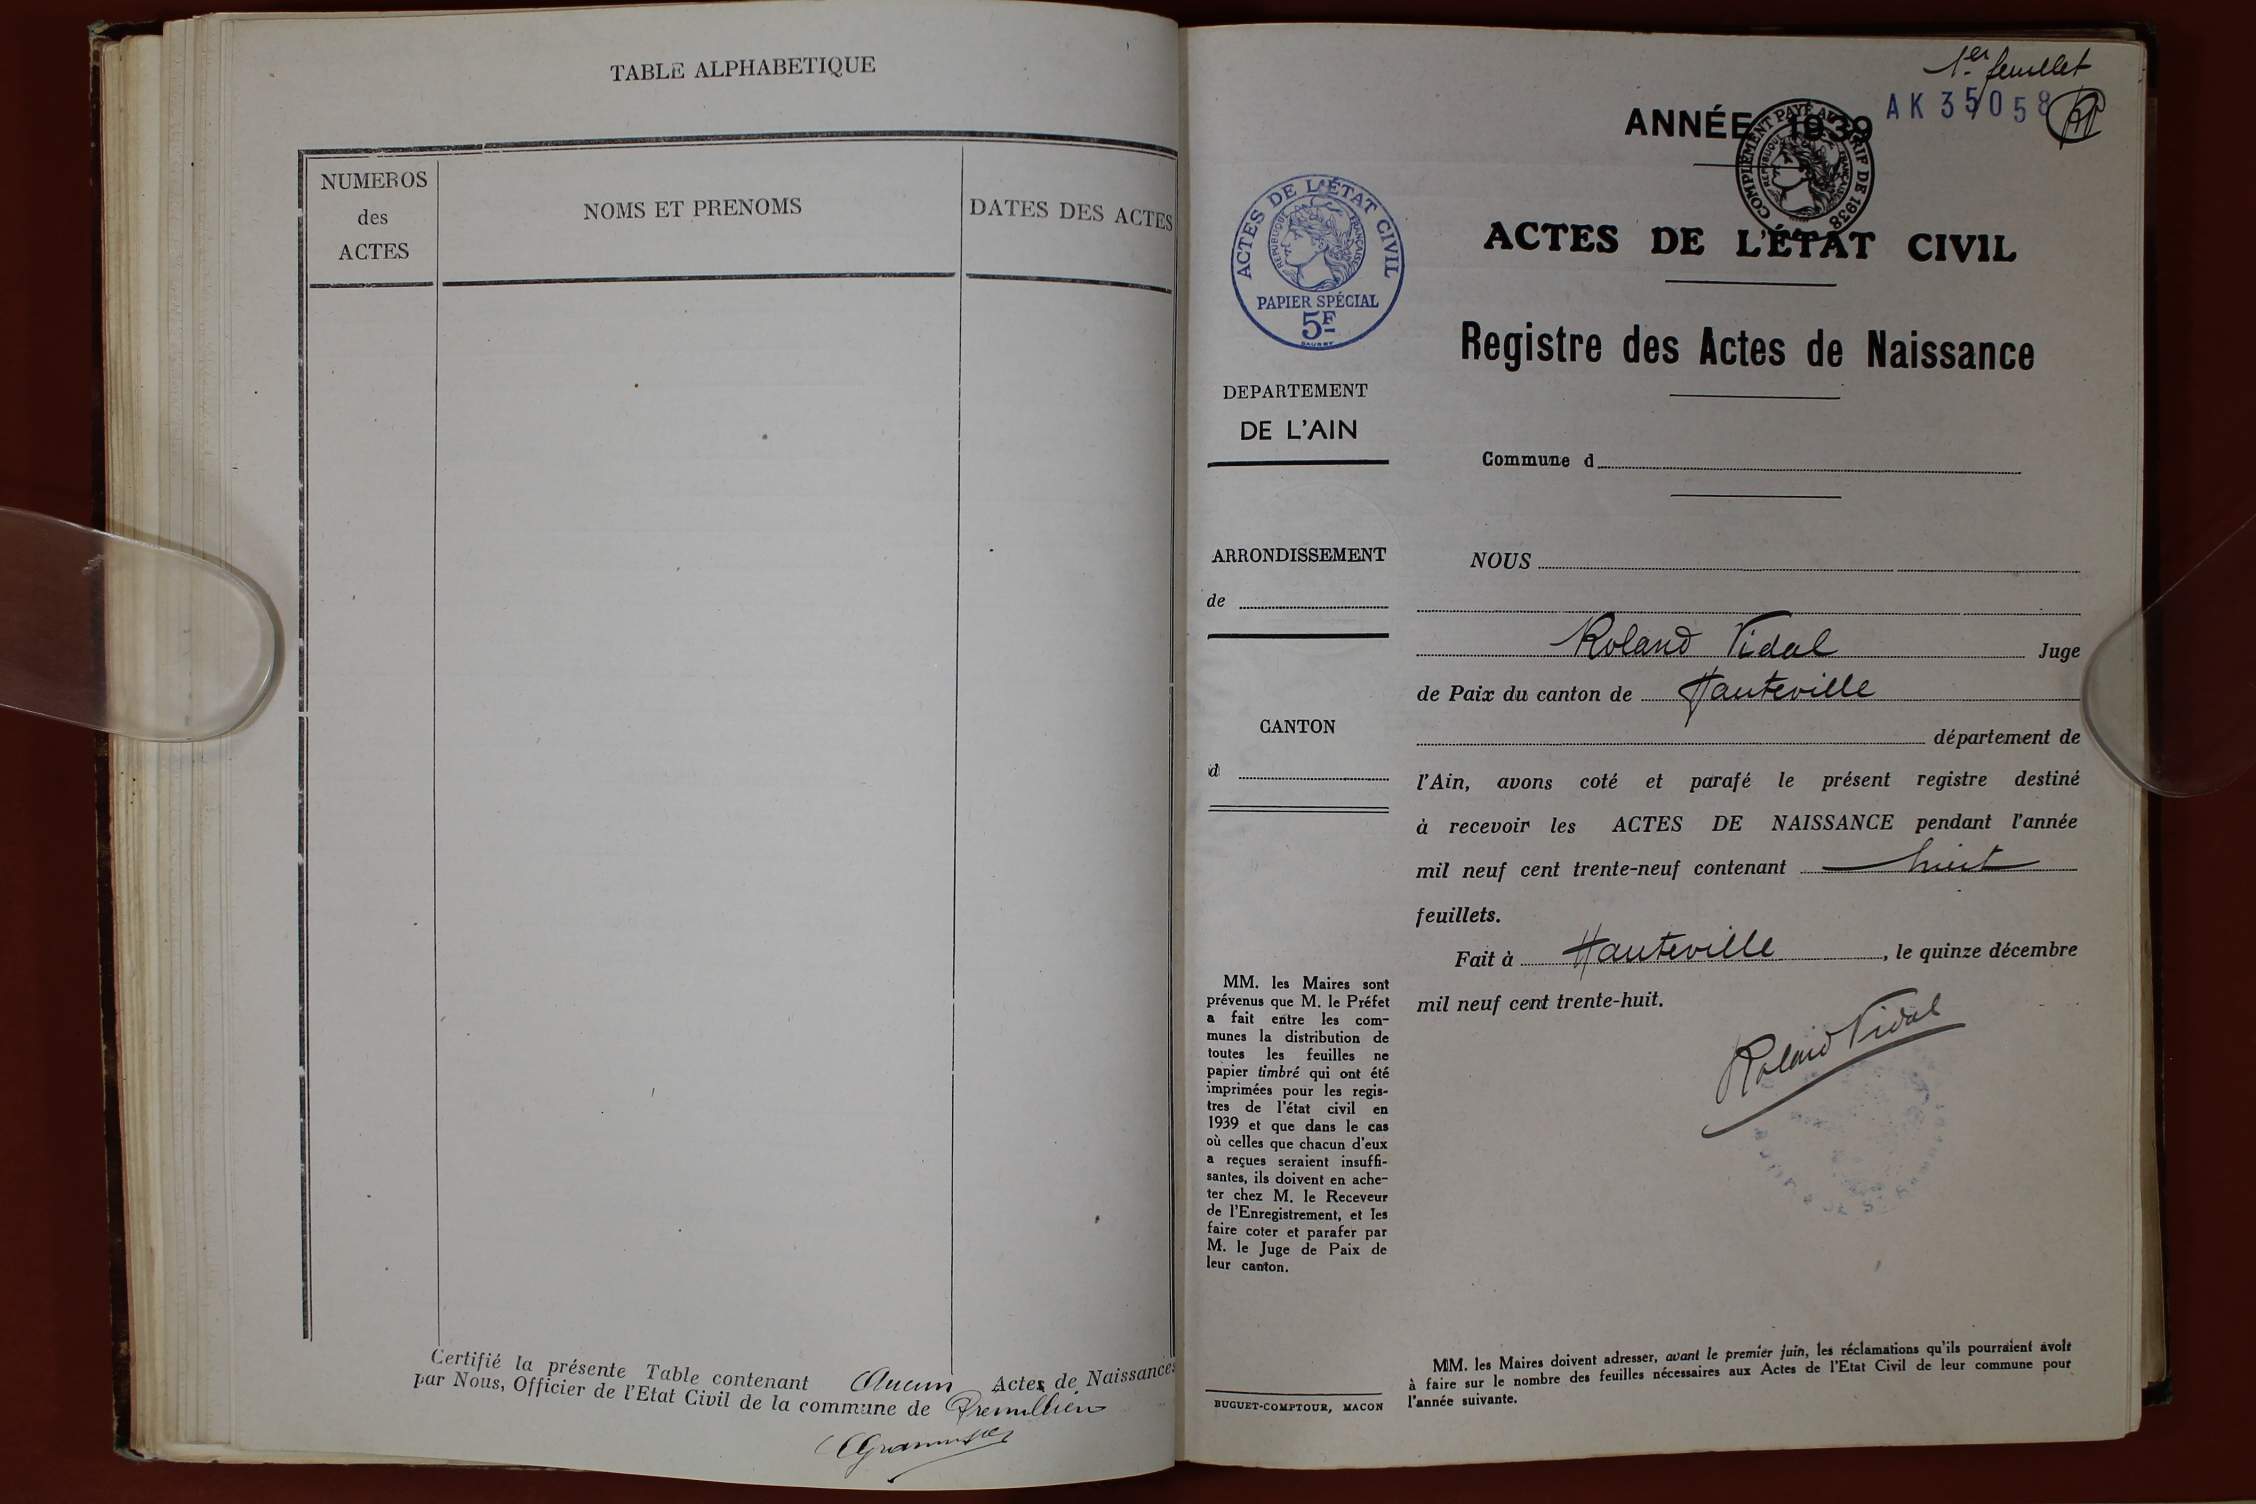 TABLE ALPHABETIQUE
NUMEROS
des
ACTES
NOMS ET PRENOMS
DATES DES ACTES
Certifié la présente Table contenant Aucun Actes de Naissances
par Nous, Officier de l'Etat Civil de la commune de Prémillieu
1er feuillet
AK 35058
ANNÉE 1939
COMPLEMENT PAYÉ AU TARIF DE 1938
REPUBLIQUE FRANÇAISE
ACTES DE L'ÉTAT CIVIL
REPUBLIQUE FRANÇAISE
PAPIER SPÉCIAL
5F
ACTES DE L'ÉTAT CIVIL
Registre des Actes de Naissance
DEPARTEMENT
DE L'AIN
Commune d
ARRONDISSEMENT
de
CANTON
d
NOUS
Roland Vidal Juge
de Paix du canton de Hauteville
département de
l'Ain, avons coté et parafé le présent registre destiné
à recevoir les ACTES DE NAISSANCE pendant l'année
mil neuf cent trente-neuf contenant huit
feuillets.
Fait à Hauteville, le quinze décembre
mil neuf cent trente-huit.
Roland Vidal
MM. les Maires sont
prévenus que M. le Préfet
a fait entre les com-
munes la distribution de
toutes les feuilles ne
papier timbré qui ont été
imprimées pour les regis-
tres de l'état civil en
1939 et que dans le cas
où celles que chacun d'eux
a reçues seraient insuffi-
santes, ils doivent en ache-
ter chez M. le Receveur
de l'Enregistrement, et les
faire coter et parafer par
M. le Juge de Paix de
leur canton.
BUGUET-COMPTOUR, MACON
MM. les Maires doivent adresser, avant le premier juin, les réclamations qu'ils pourraient avoir
à faire sur le nombre des feuilles nécessaires aux Actes de l'Etat Civil de leur commune pour
l'année suivante.